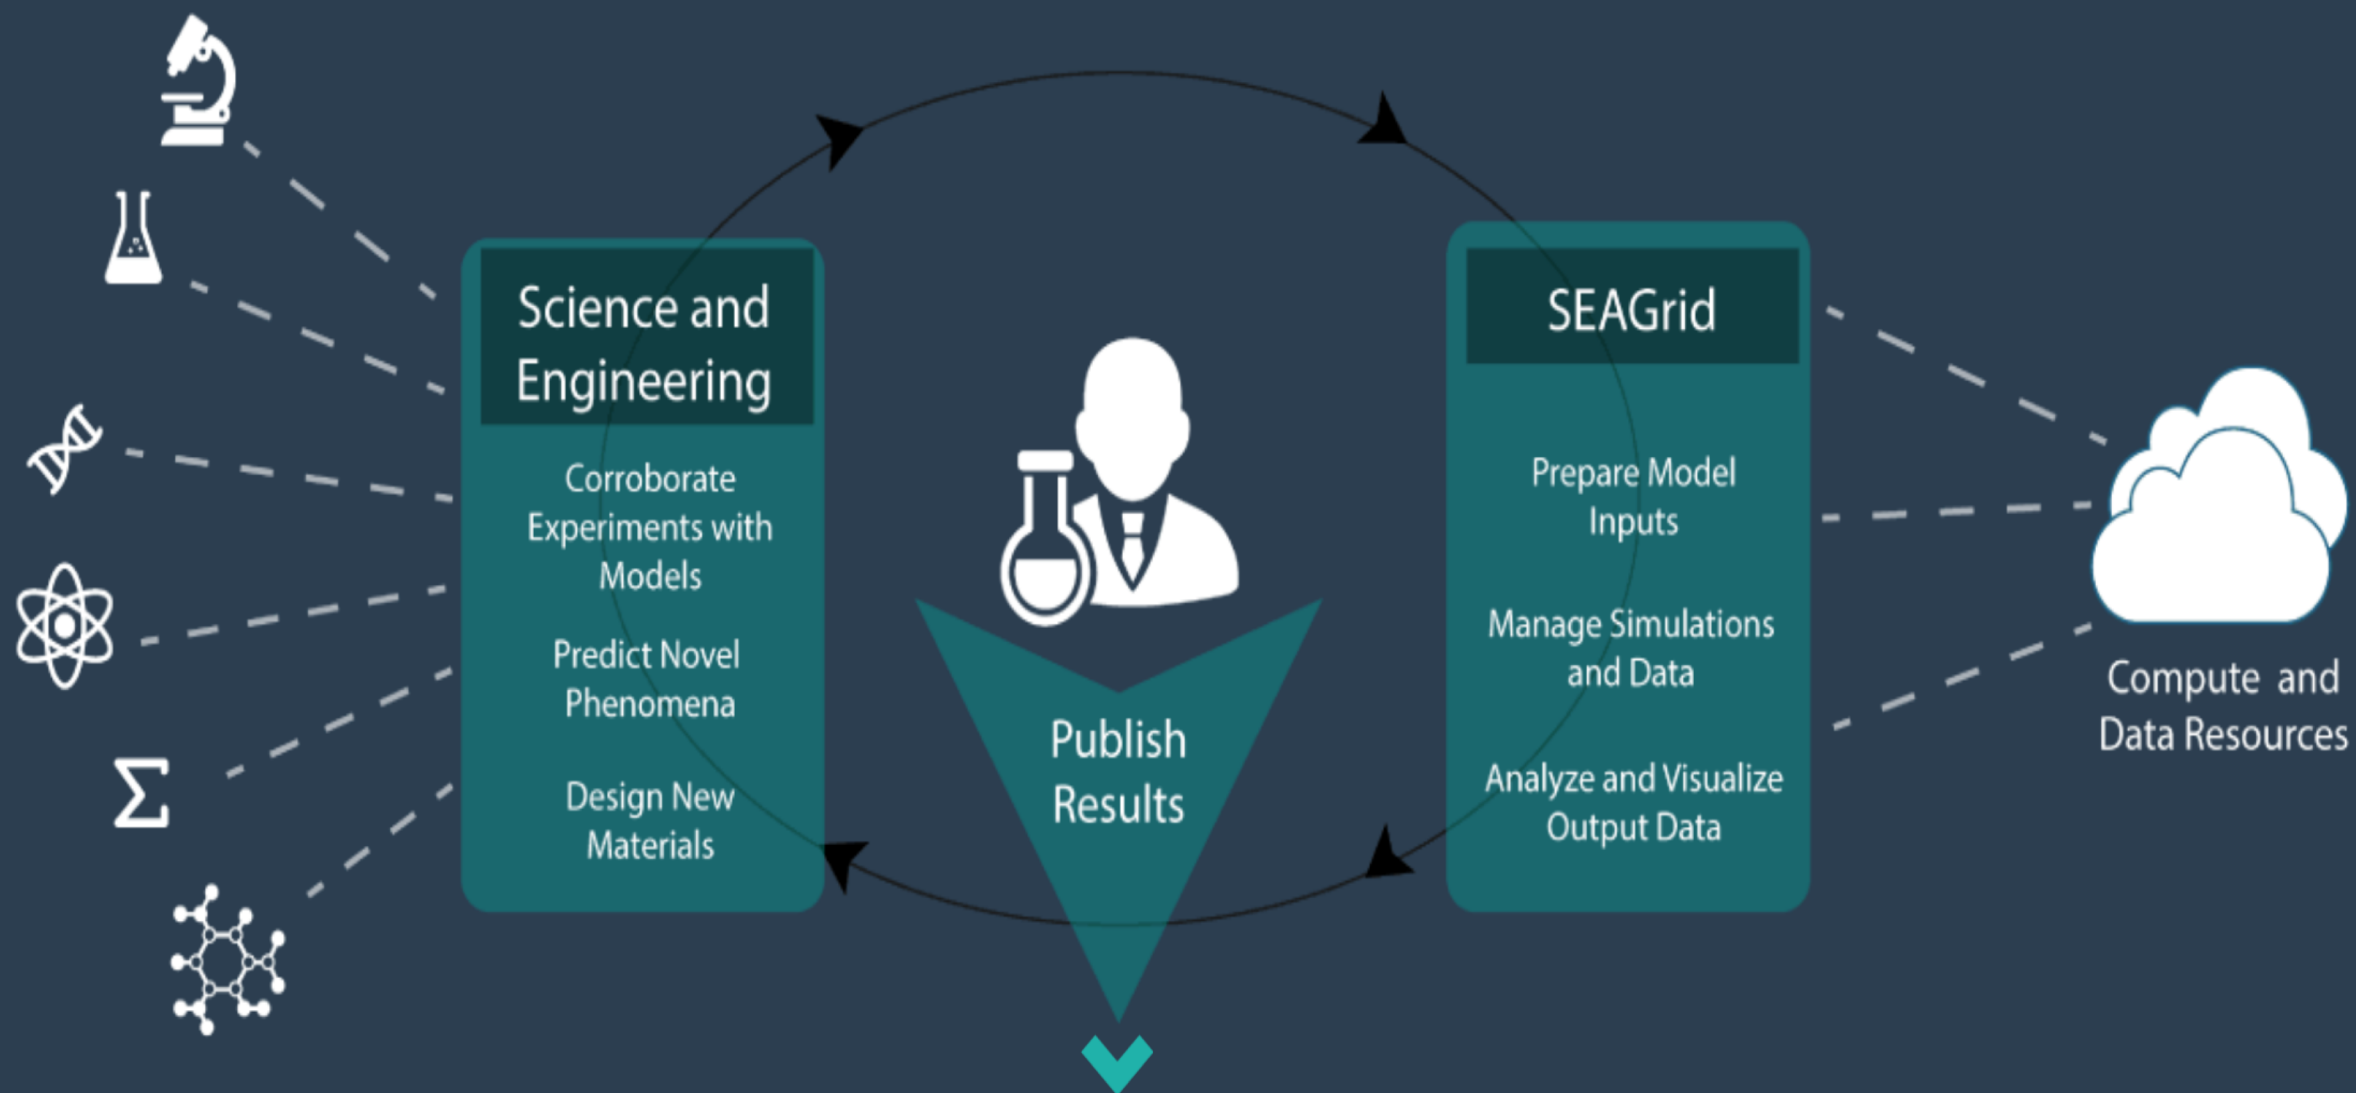 Science and
Engineering
Corroborate
Experiments with
Models
Predict Novel
Phenomena
Design New
Materials
Publish
Results
SEAGrid
Prepare Model
Inputs
Manage Simulations
and Data
Analyze and Visualize
Output Data
Compute and
Data Resources
Σ